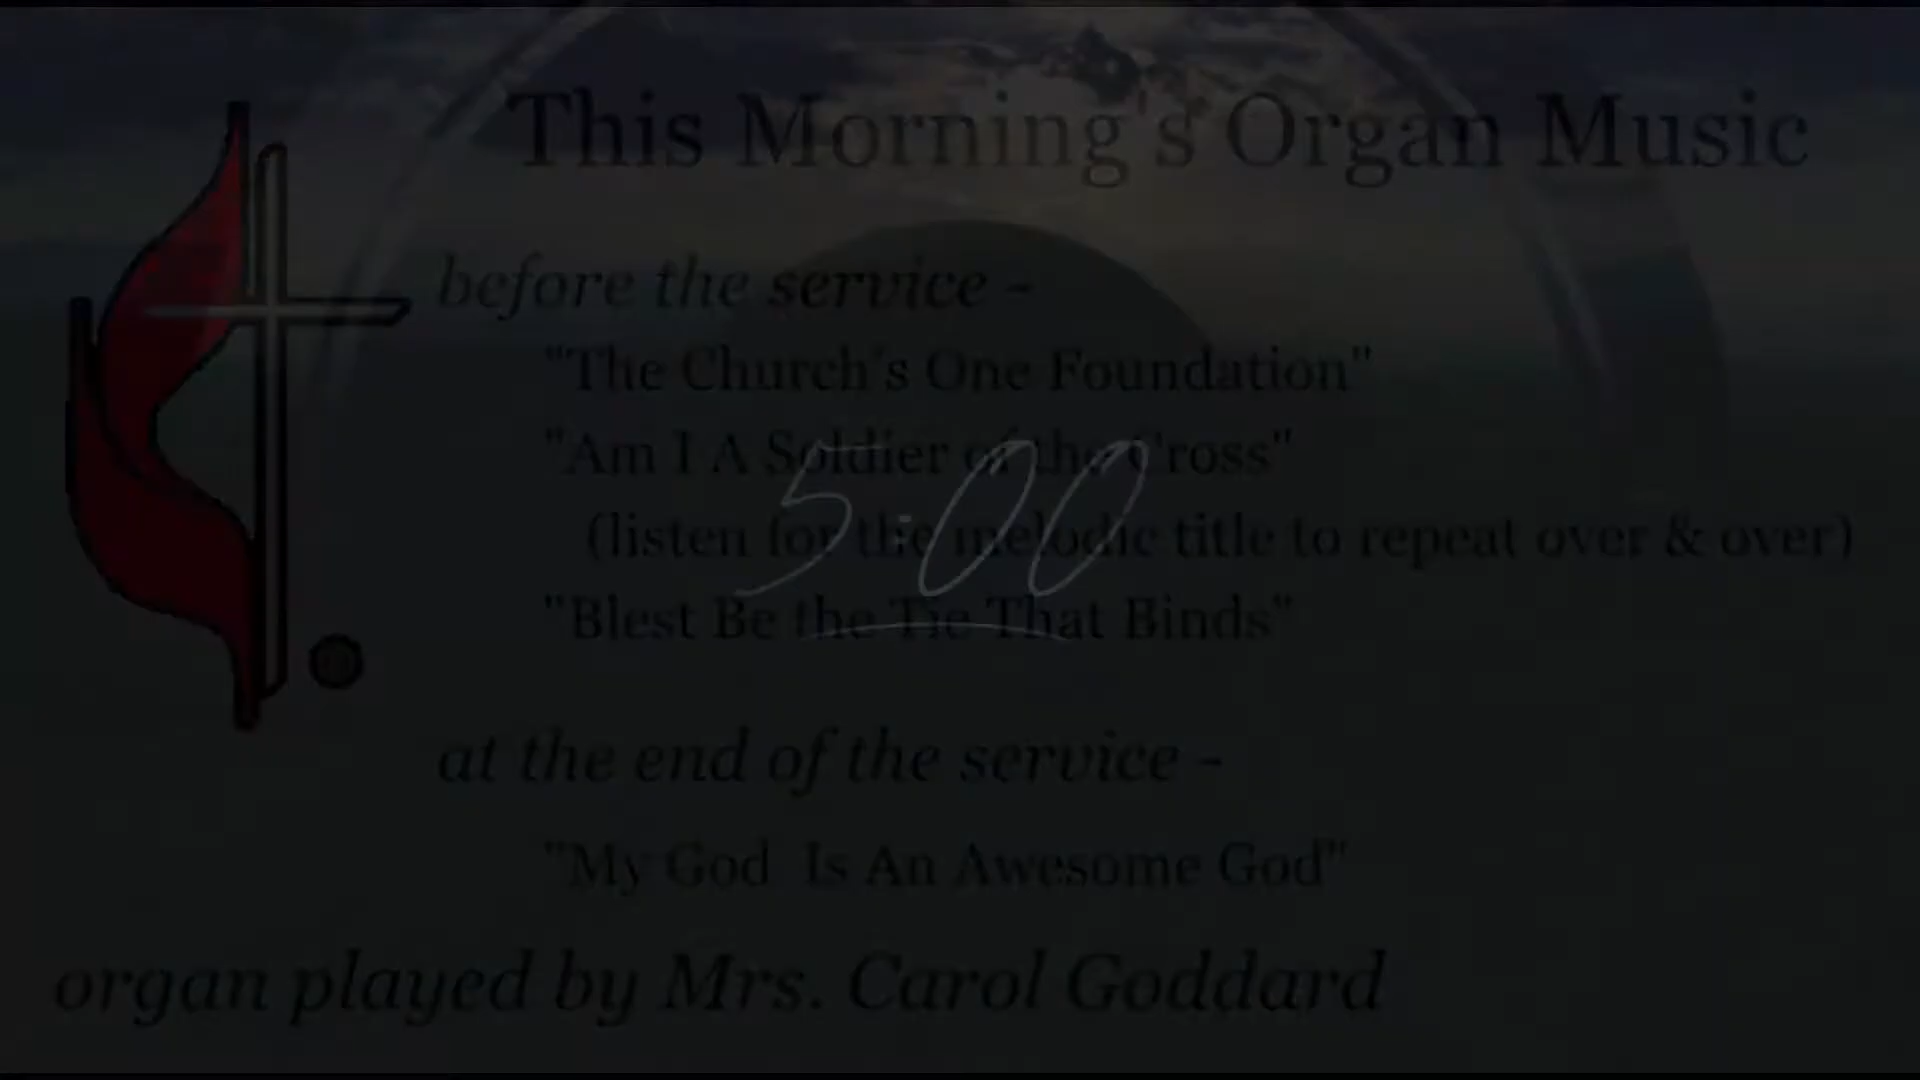 This Morning's Organ Music
before the service -
"The Church's One Foundation"
"Am I A Soldier of the Cross"
(listen for the melodic title to repeat over & over)
5:00
"Blest Be the Tie That Binds"
at the end of the service -
"My God Is An Awesome God"
organ played by Mrs. Carol Goddard